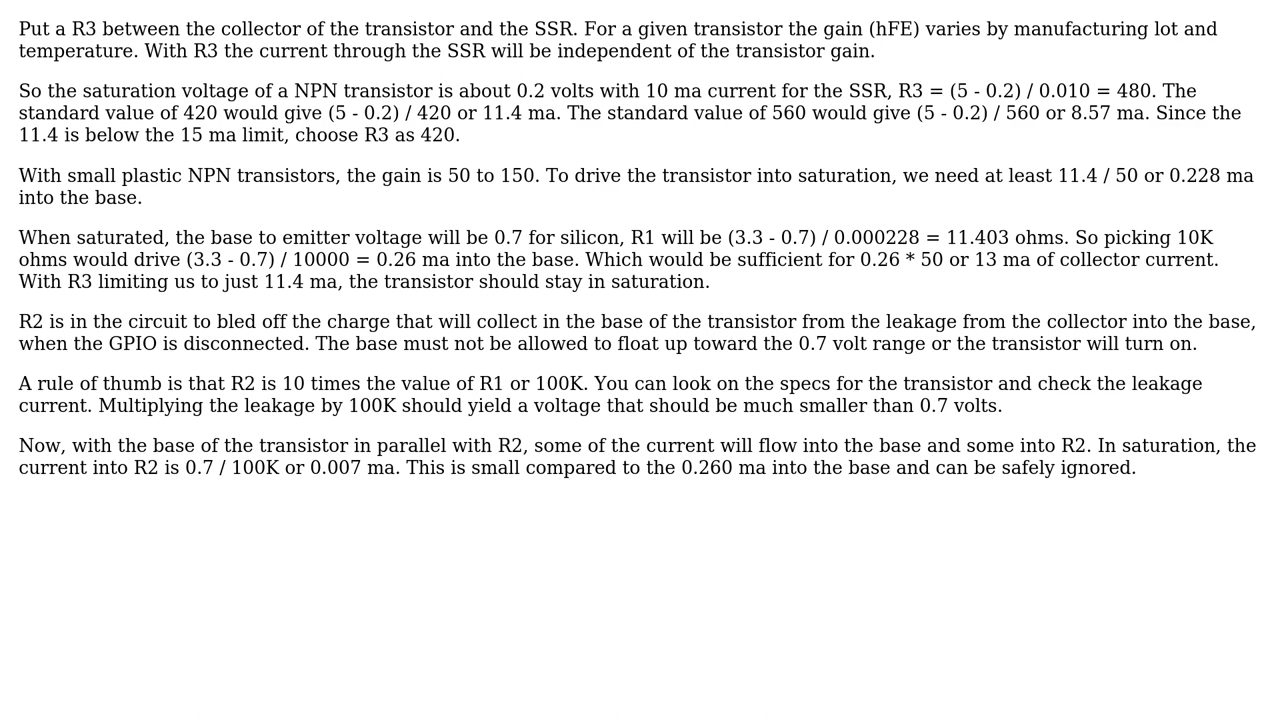 Put a R3 between the collector of the transistor and the SSR. For a given transistor the gain (hFE) varies by manufacturing lot and
temperature. With R3 the current through the SSR will be independent of the transistor gain.
So the saturation voltage of a NPN transistor is about 0.2 volts with 10 ma current for the SSR, R3 = (5 - 0.2) / 0.010 = 480. The
standard value of 420 would give (5 - 0.2) / 420 or 11.4 ma. The standard value of 560 would give (5 - 0.2) / 560 or 8.57 ma. Since the
11.4 is below the 15 ma limit, choose R3 as 420.
With small plastic NPN transistors, the gain is 50 to 150. To drive the transistor into saturation, we need at least 11.4 / 50 or 0.228 ma
into the base.
When saturated, the base to emitter voltage will be 0.7 for silicon, R1 will be (3.3 - 0.7) / 0.000228 = 11.403 ohms. So picking 10K
ohms would drive (3.3 - 0.7) / 10000 = 0.26 ma into the base. Which would be sufficient for 0.26 * 50 or 13 ma of collector current.
With R3 limiting us to just 11.4 ma, the transistor should stay in saturation.
R2 is in the circuit to bled off the charge that will collect in the base of the transistor from the leakage from the collector into the base,
when the GPIO is disconnected. The base must not be allowed to float up toward the 0.7 volt range or the transistor will turn on.
A rule of thumb is that R2 is 10 times the value of R1 or 100K. You can look on the specs for the transistor and check the leakage
current. Multiplying the leakage by 100K should yield a voltage that should be much smaller than 0.7 volts.
Now, with the base of the transistor in parallel with R2, some of the current will flow into the base and some into R2. In saturation, the
current into R2 is 0.7 / 100K or 0.007 ma. This is small compared to the 0.260 ma into the base and can be safely ignored.